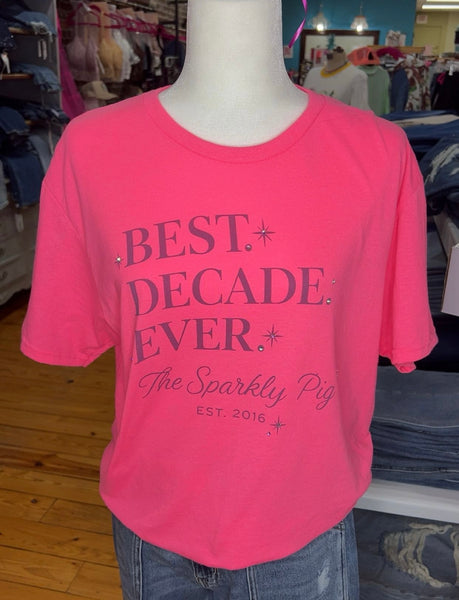 BEST.
DECADE.
EVER.
The Sparkly Pig
EST. 2016